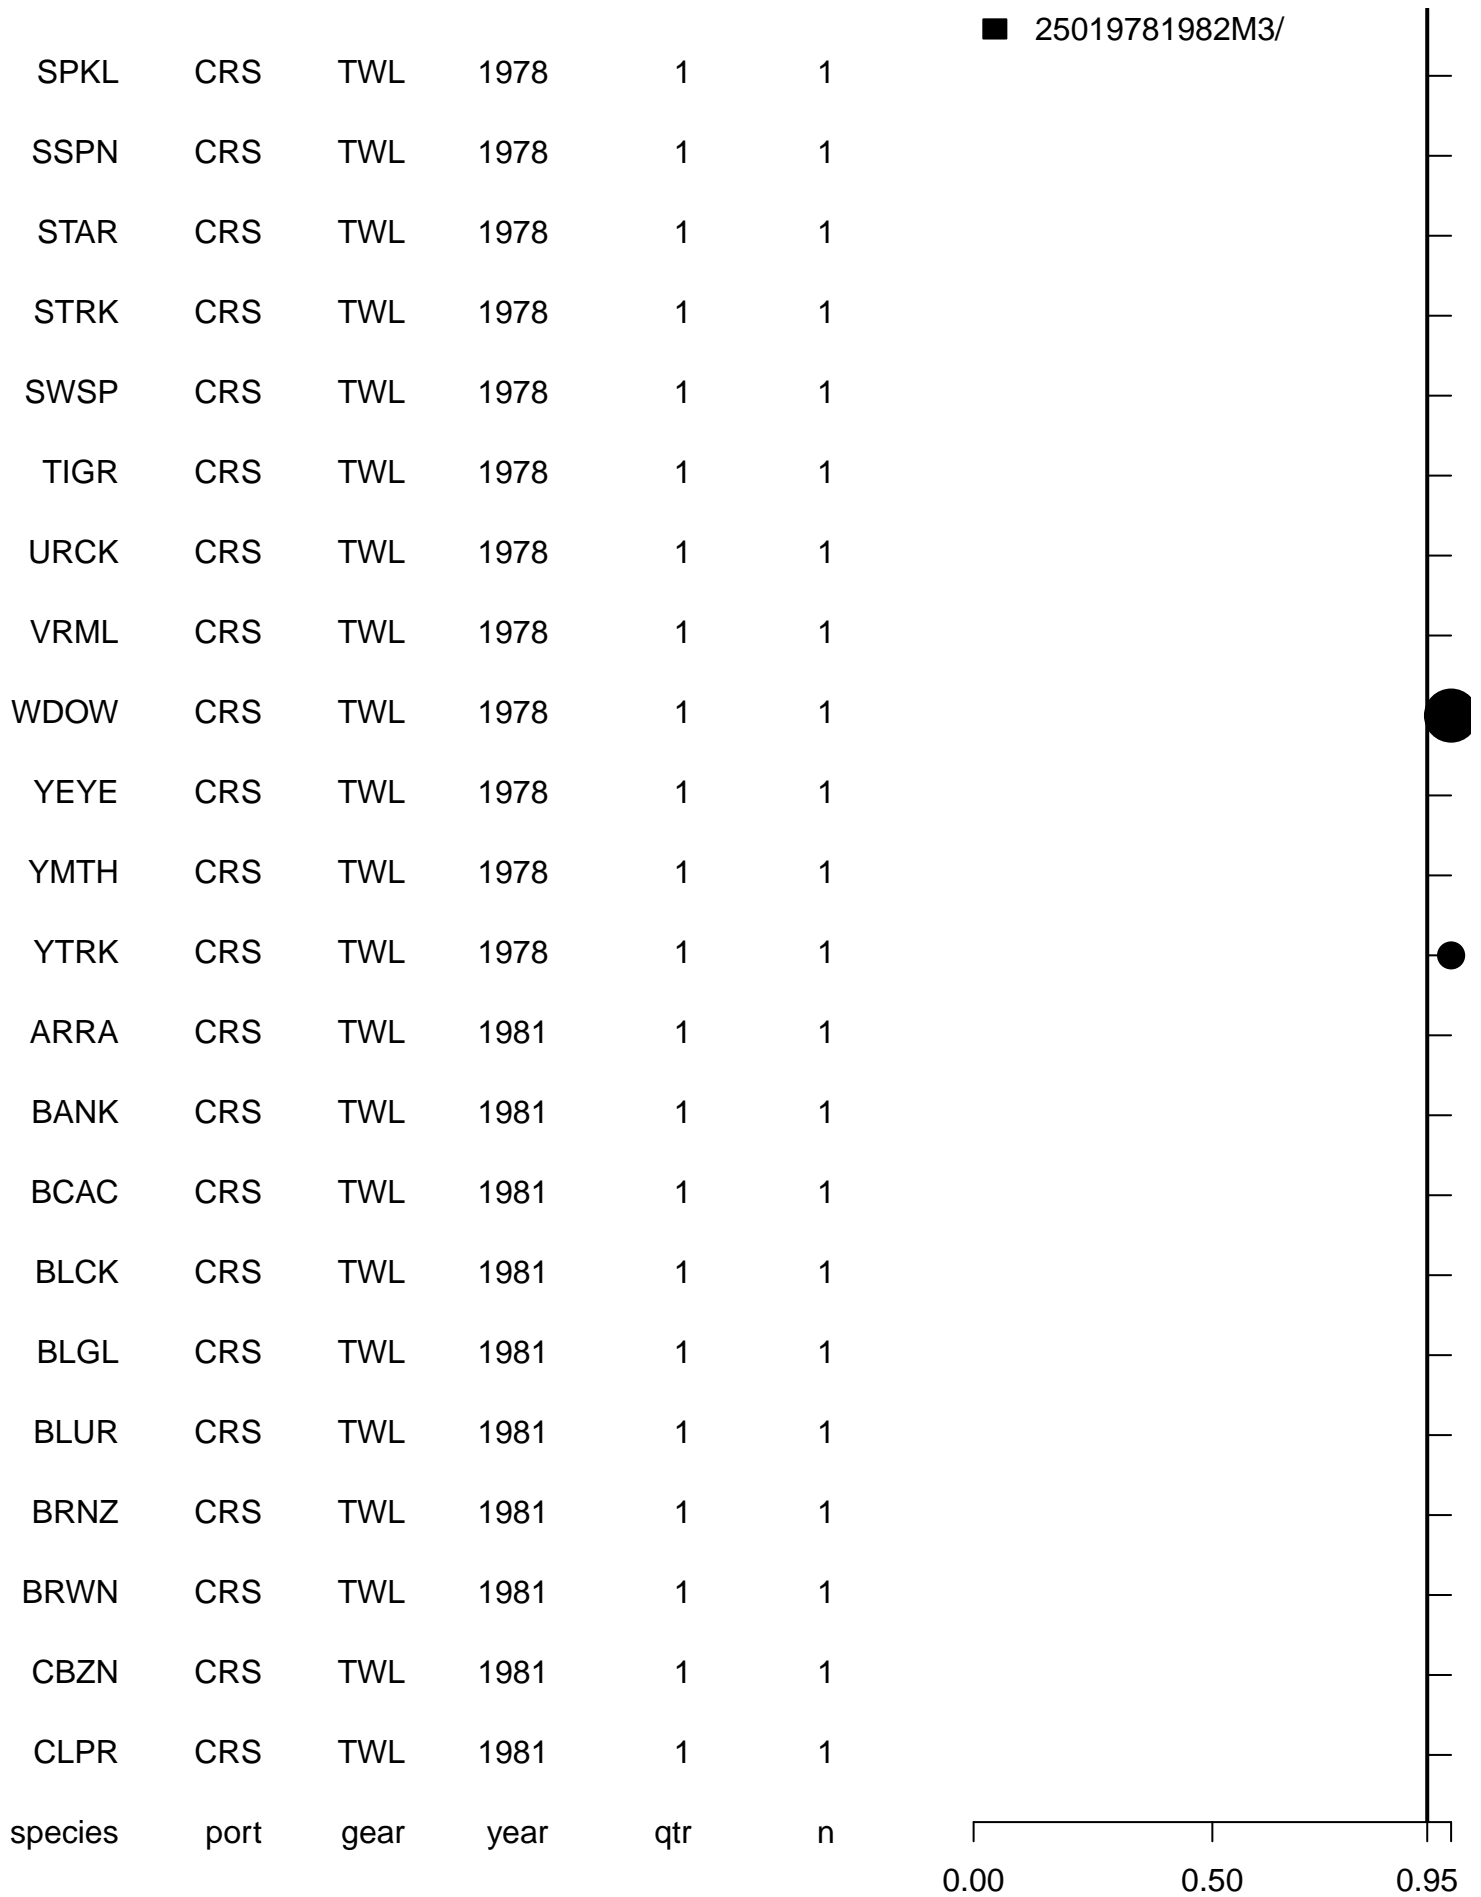 25019781982M3/
SPKL CRS TWL 1978 1 1
SSPN CRS TWL 1978 1 1
STAR CRS TWL 1978 1 1
STRK CRS TWL 1978 1 1
SWSP CRS TWL 1978 1 1
TIGR CRS TWL 1978 1 1
URCK CRS TWL 1978 1 1
VRML CRS TWL 1978 1 1
WDOW CRS TWL 1978 1 1
YEYE CRS TWL 1978 1 1
YMTH CRS TWL 1978 1 1
YTRK CRS TWL 1978 1 1
ARRA CRS TWL 1981 1 1
BANK CRS TWL 1981 1 1
BCAC CRS TWL 1981 1 1
BLCK CRS TWL 1981 1 1
BLGL CRS TWL 1981 1 1
BLUR CRS TWL 1981 1 1
BRNZ CRS TWL 1981 1 1
BRWN CRS TWL 1981 1 1
CBZN CRS TWL 1981 1 1
CLPR CRS TWL 1981 1 1
species port gear year qtr n
0.00 0.50 0.95